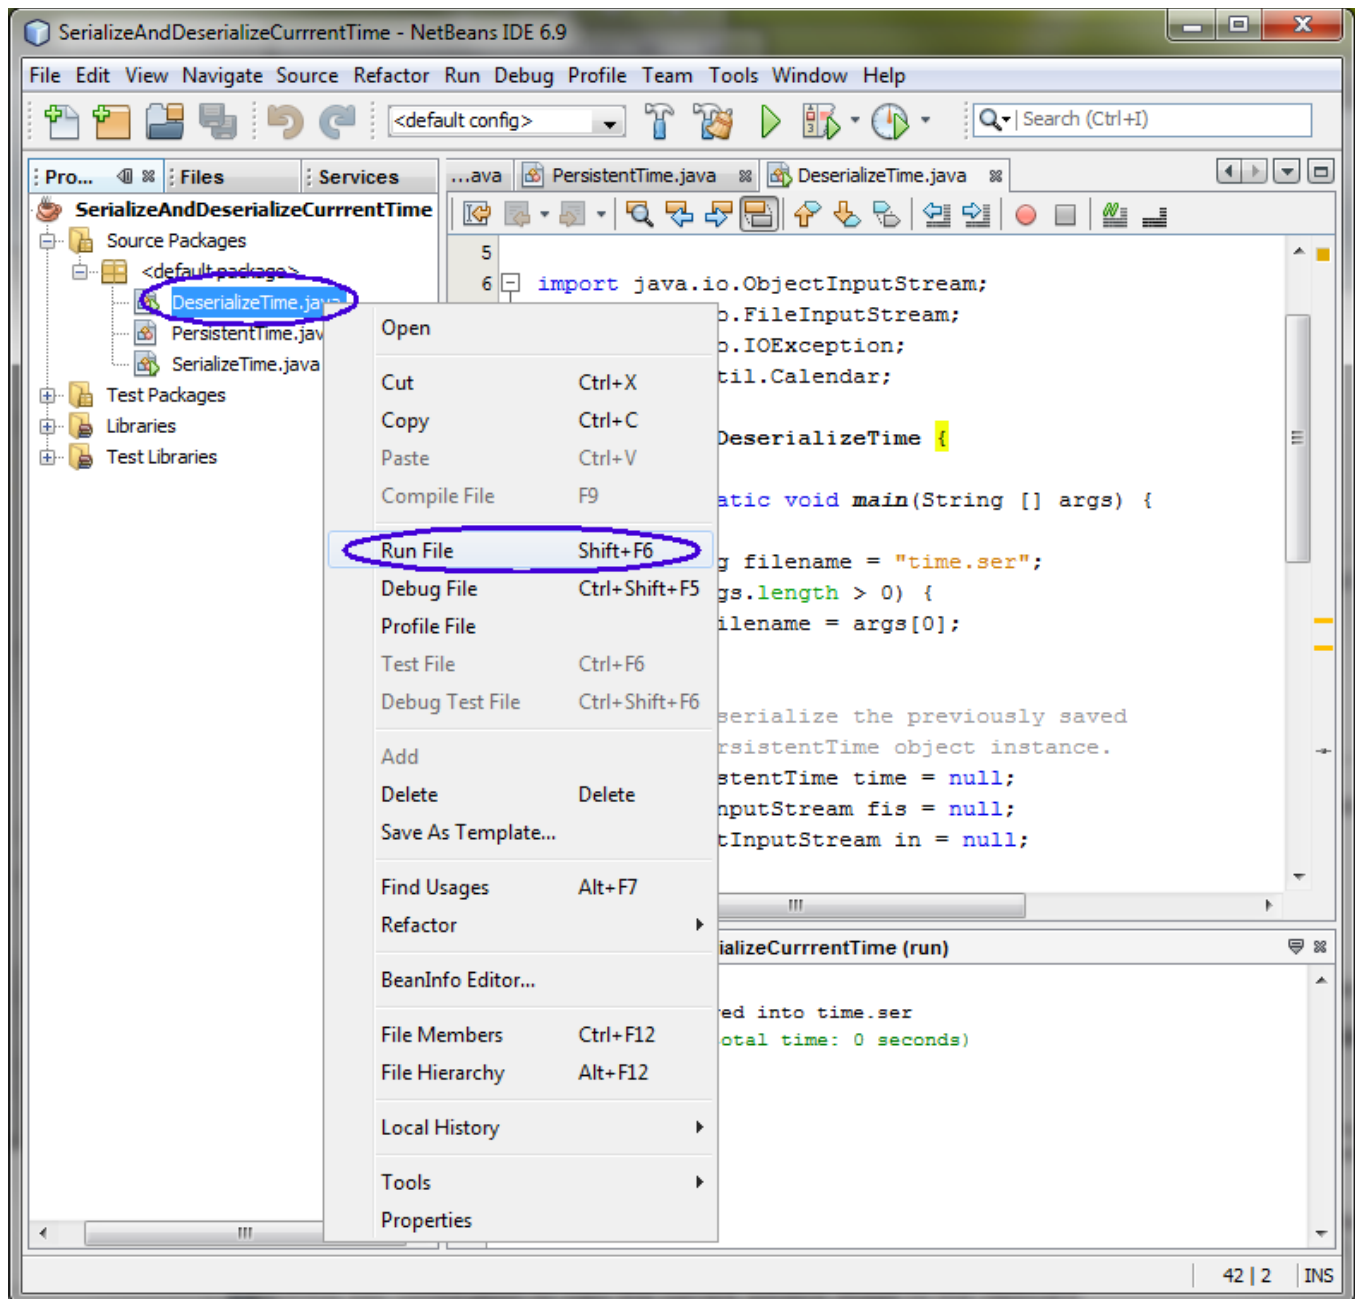 SerializeAndDeserializeCurrrentTime - NetBeans IDE 6.9
File Edit View Navigate Source Refactor Run Debug Profile Team Tools Window Help
<default config>
Search (Ctrl+I)
Pro... Files Services
...ava PersistentTime.java DeserializeTime.java
SerializeAndDeserializeCurrrentTime
Source Packages
<default package>
DeserializeTime.java
PersistentTime.jav
SerializeTime.java
Test Packages
Libraries
Test Libraries
5
6 import java.io.ObjectInputStream;
o.FileInputStream;
o.IOException;
til.Calendar;
DeserializeTime {
atic void main(String [] args) {
g filename = "time.ser";
gs.length > 0) {
ilename = args[0];
serialize the previously saved
rsistentTime object instance.
stentTime time = null;
nputStream fis = null;
tInputStream in = null;
Open
Cut Ctrl+X
Copy Ctrl+C
Paste Ctrl+V
Compile File F9
Run File Shift+F6
Debug File Ctrl+Shift+F5
Profile File
Test File Ctrl+F6
Debug Test File Ctrl+Shift+F6
Add
Delete Delete
Save As Template...
Find Usages Alt+F7
Refactor
BeanInfo Editor...
File Members Ctrl+F12
File Hierarchy Alt+F12
Local History
Tools
Properties
ializeCurrrentTime (run)
ed into time.ser
otal time: 0 seconds)
42 | 2 INS